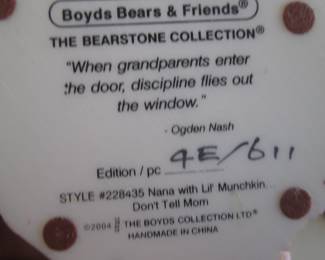 Boyds Bears & Friends®
THE BEARSTONE COLLECTION®
"When grandparents enter
the door, discipline flies out
the window."
- Ogden Nash
Edition / pc 4E/611
STYLE #228435 Nana with Lil' Munchkin...
Don't Tell Mom
©2004 THE BOYDS COLLECTION LTD®
HANDMADE IN CHINA